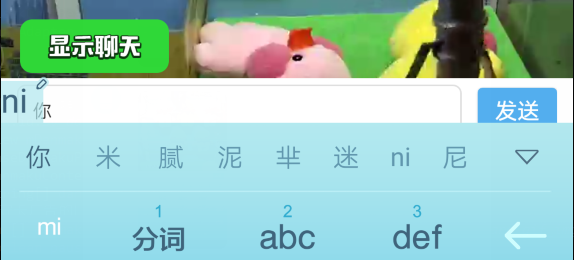 显示聊天
ni
你
发送
你 米 腻 泥 芈 迷 ni 尼
mi
1 2 3
分词 abc def